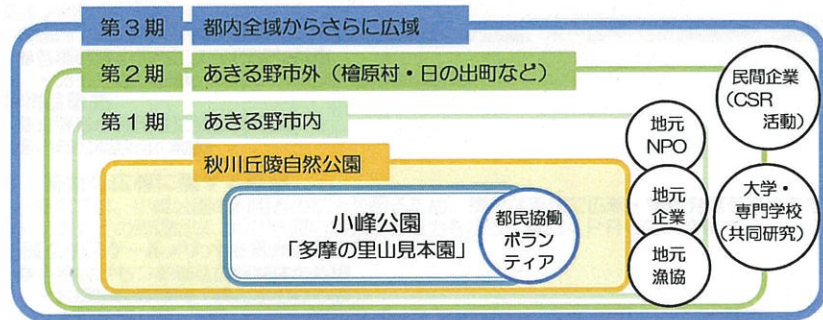 第3期 都内全域からさらに広域
第2期 あきる野市外（檜原村・日の出町など）
第1期 あきる野市内
秋川丘陵自然公園
小峰公園
「多摩の里山見本園」
都民協働
ボラン
ティア
地元
NPO
地元
企業
地元
漁協
民間企業
（CSR
活動）
大学・
専門学校
（共同研究）